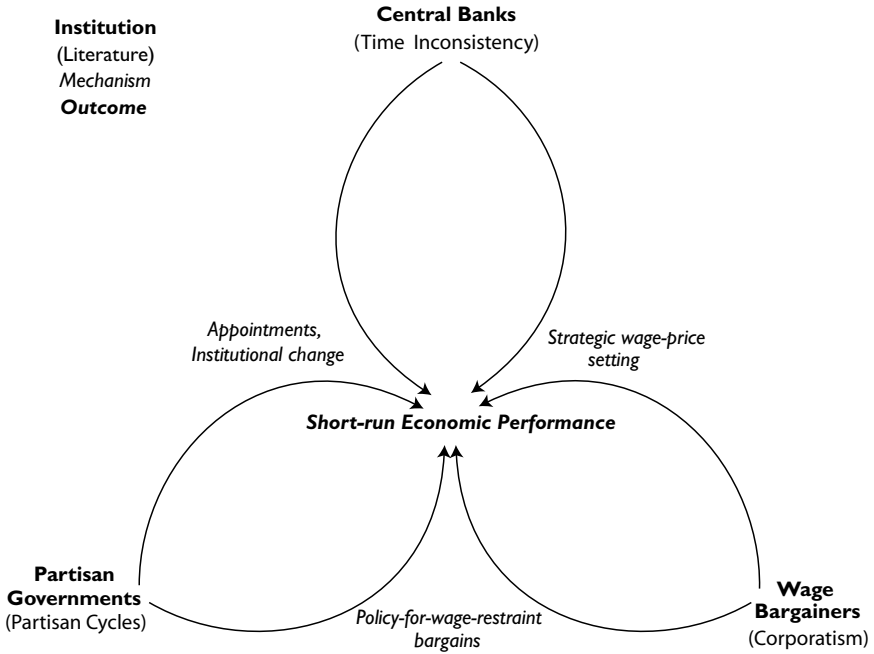 Institution
(Literature)
Mechanism
Outcome
Central Banks
(Time Inconsistency)
Appointments,
Institutional change
Strategic wage-price
setting
Short-run Economic Performance
Partisan
Governments
(Partisan Cycles)
Policy-for-wage-restraint
bargains
Wage
Bargainers
(Corporatism)